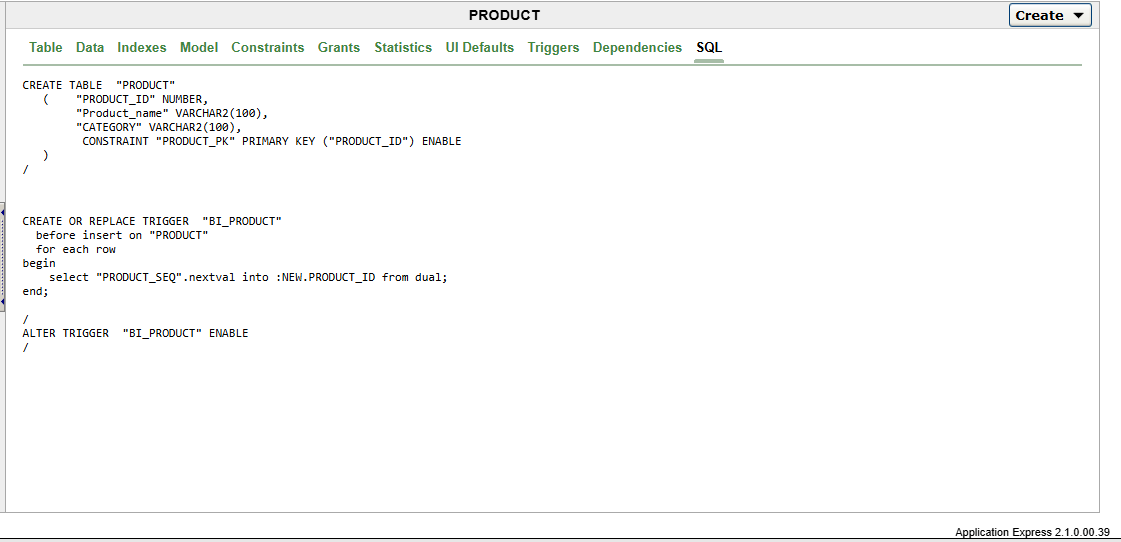 PRODUCT
Create
Table Data Indexes Model Constraints Grants Statistics UI Defaults Triggers Dependencies SQL
CREATE TABLE  "PRODUCT"
   (    "PRODUCT_ID" NUMBER,
        "Product_name" VARCHAR2(100),
        "CATEGORY" VARCHAR2(100),
         CONSTRAINT "PRODUCT_PK" PRIMARY KEY ("PRODUCT_ID") ENABLE
   )
/
CREATE OR REPLACE TRIGGER  "BI_PRODUCT"
  before insert on "PRODUCT"
  for each row
begin
    select "PRODUCT_SEQ".nextval into :NEW.PRODUCT_ID from dual;
end;
/
ALTER TRIGGER  "BI_PRODUCT" ENABLE
/
Application Express 2.1.0.00.39